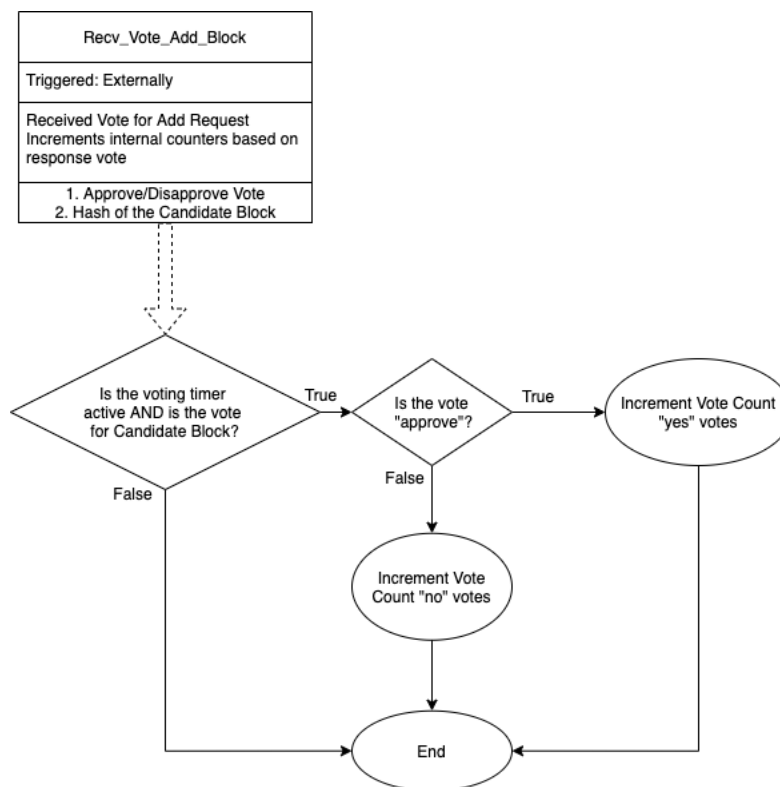 Recv_Vote_Add_Block
Triggered: Externally
Received Vote for Add Request
Increments internal counters based on
response vote
1. Approve/Disapprove Vote
2. Hash of the Candidate Block
Is the voting timer
active AND is the vote
for Candidate Block?
True
Is the vote
"approve"?
True
Increment Vote Count
"yes" votes
False
False
Increment Vote
Count "no" votes
End